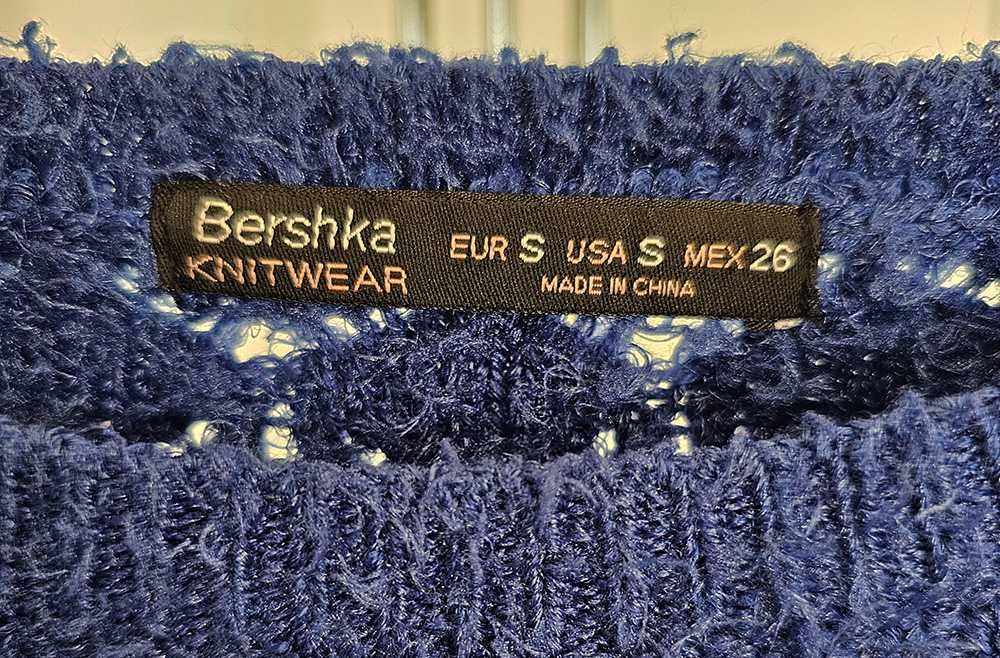 Bershka
KNITWEAR
EUR S USA S MEX 26
MADE IN CHINA